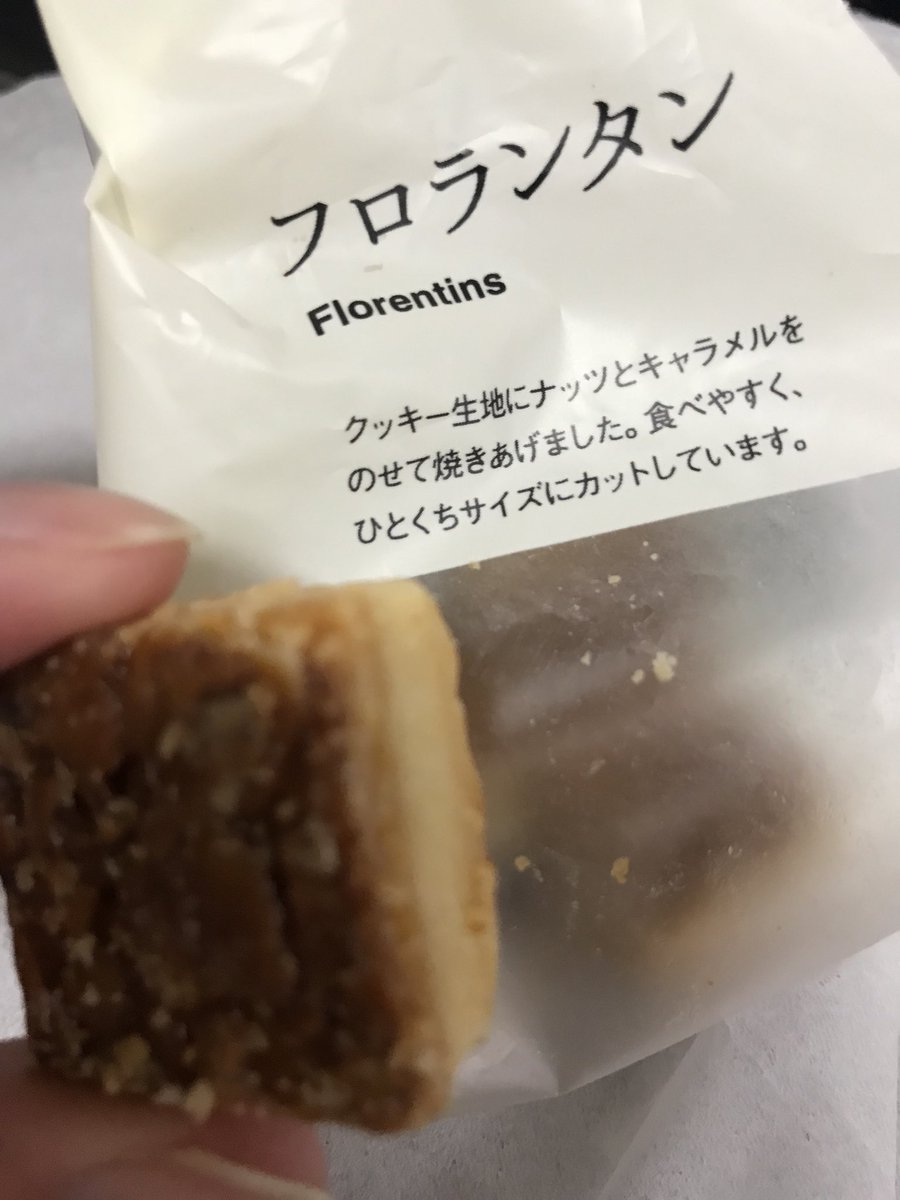 フロランタン
Florentins
クッキー生地にナッツとキャラメルを
のせて焼きあげました。食べやすく、
ひとくちサイズにカットしています。